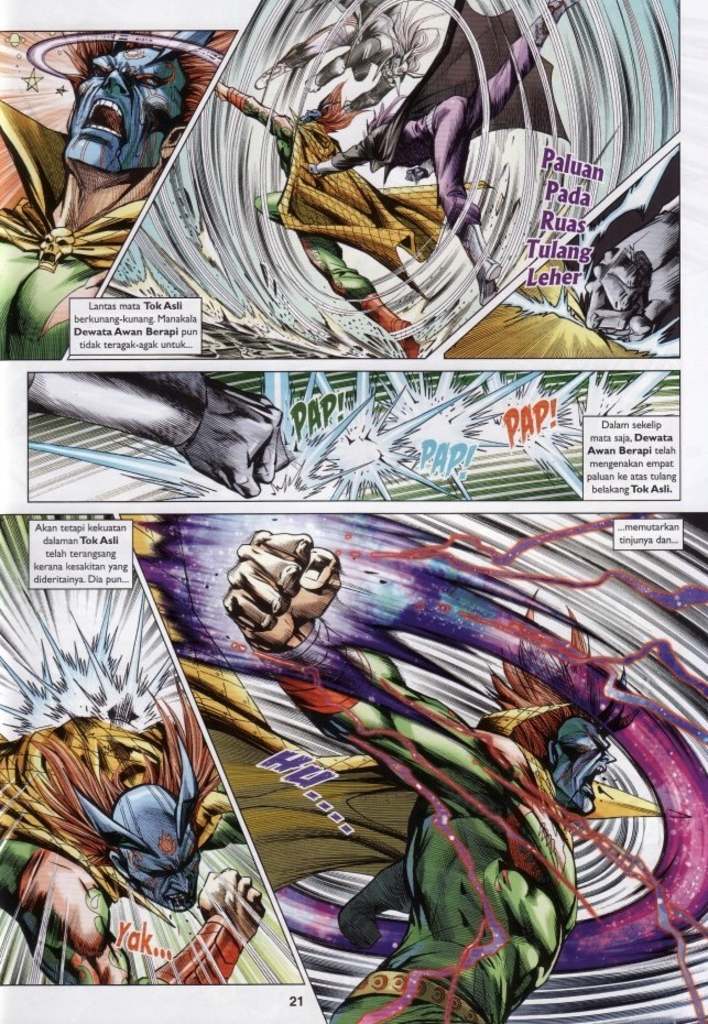 Lantas mata Tok Asli
berkunang-kunang. Manakala
Dewata Awan Berapi pun
tidak teragak-agak untuk...
Paluan
Pada
Ruas
Tulang
Leher
PAP!
PAP!
PAP!
Dalam sekelip
mata saja, Dewata
Awan Berapi telah
mengenakan empat
paluan ke atas tulang
belakang Tok Asli.
Akan tetapi kekuatan
dalaman Tok Asli
telah terangsang
kerana kesakitan yang
dideritainya. Dia pun...
Yak...
...memutarkan
tinjunya dan...
HU....
21